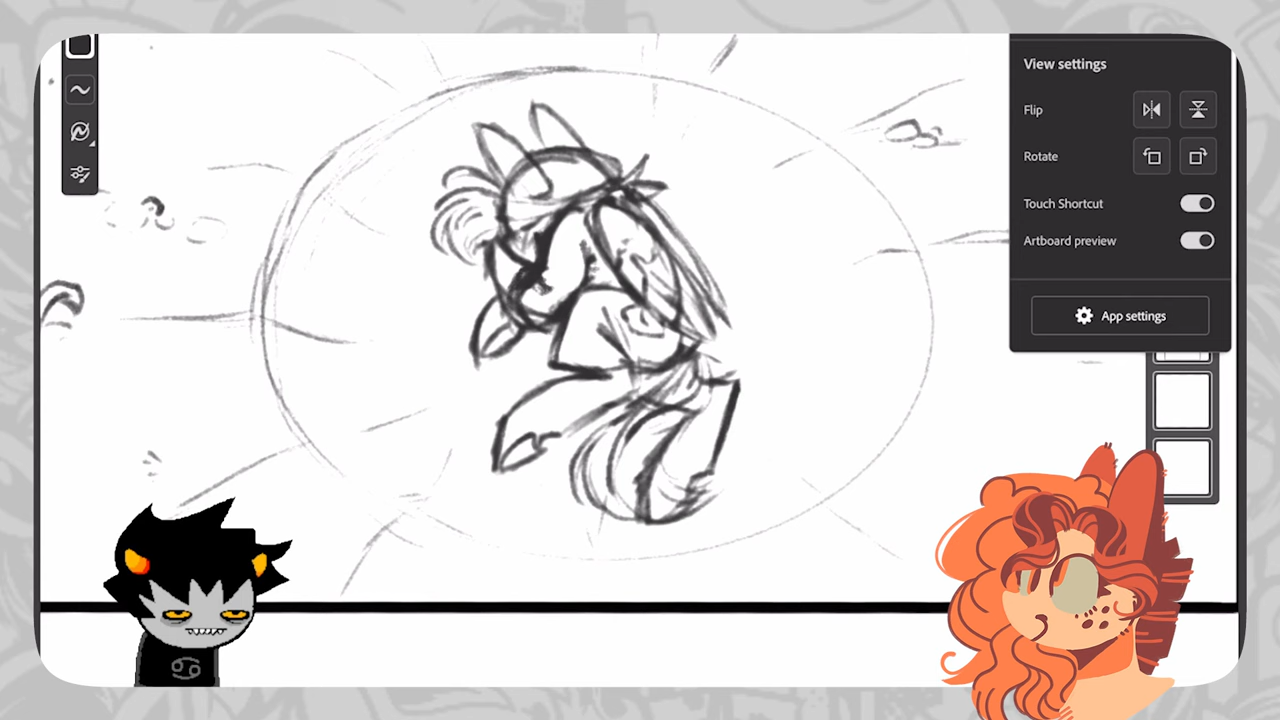 View settings
Flip
Rotate
Touch Shortcut
Artboard preview
App settings